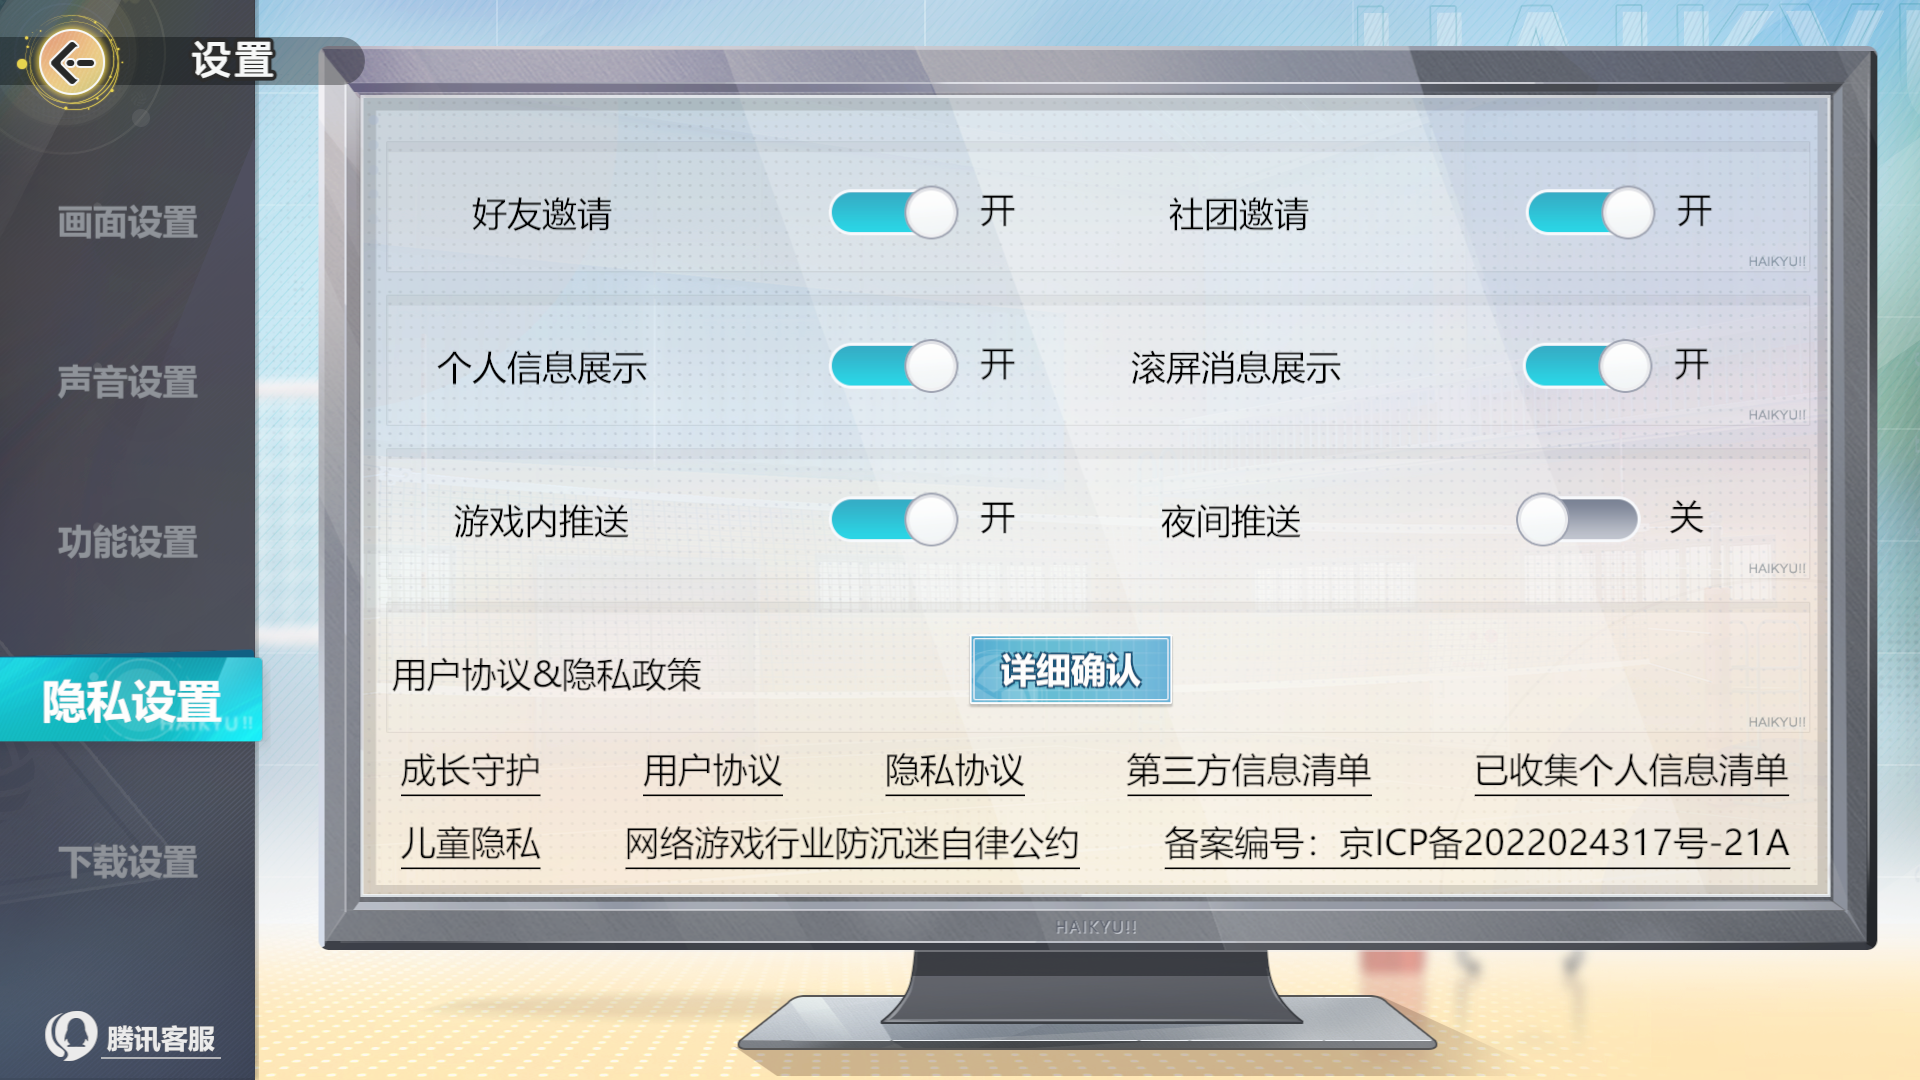 设置
画面设置
声音设置
功能设置
隐私设置
HAIKYU!!
下载设置
腾讯客服
好友邀请 开 社团邀请 开
HAIKYU!!
个人信息展示 开 滚屏消息展示 开
HAIKYU!!
游戏内推送 开 夜间推送 关
HAIKYU!!
用户协议&隐私政策 详细确认
HAIKYU!!
成长守护 用户协议 隐私协议 第三方信息清单 已收集个人信息清单
儿童隐私 网络游戏行业防沉迷自律公约 备案编号：京ICP备2022024317号-21A
HAIKYU!!